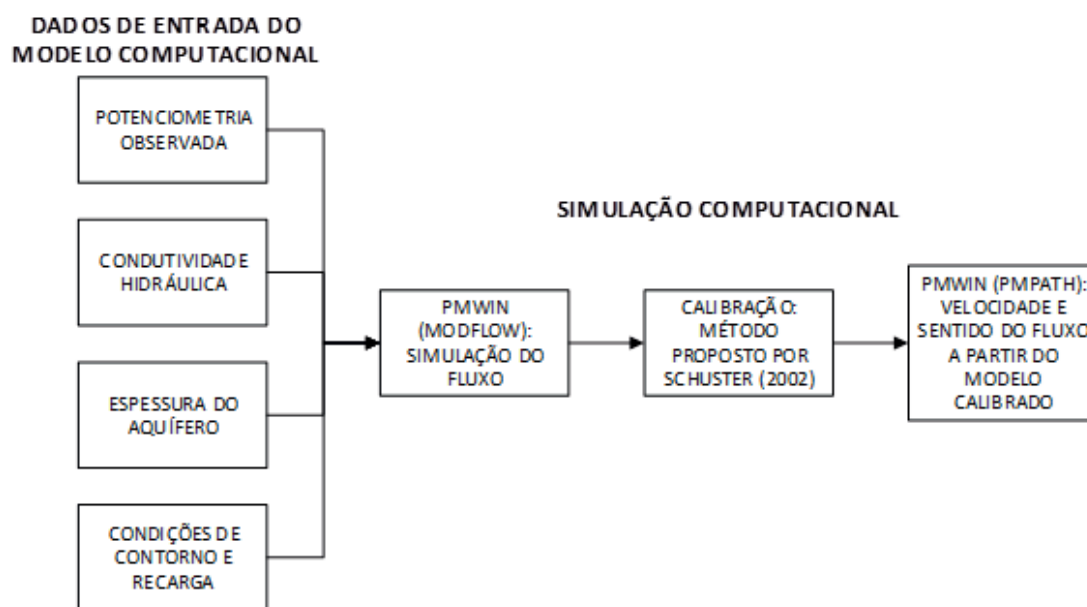 DADOS DE ENTRADA DO
MODELO COMPUTACIONAL
POTENCIOMETRIA
OBSERVADA
CONDUTIVIDADE
HIDRÁULICA
ESPESSURA DO
AQUÍFERO
CONDIÇÕES DE
CONTORNO E
RECARGA
SIMULAÇÃO COMPUTACIONAL
PMWIN
(MODFLOW):
SIMULAÇÃO DO
FLUXO
CALIBRAÇÃO:
MÉTODO
PROPOSTO POR
SCHUSTER (2002)
PMWIN (PMPATH):
VELOCIDADE E
SENTIDO DO FLUXO
A PARTIR DO
MODELO
CALIBRADO